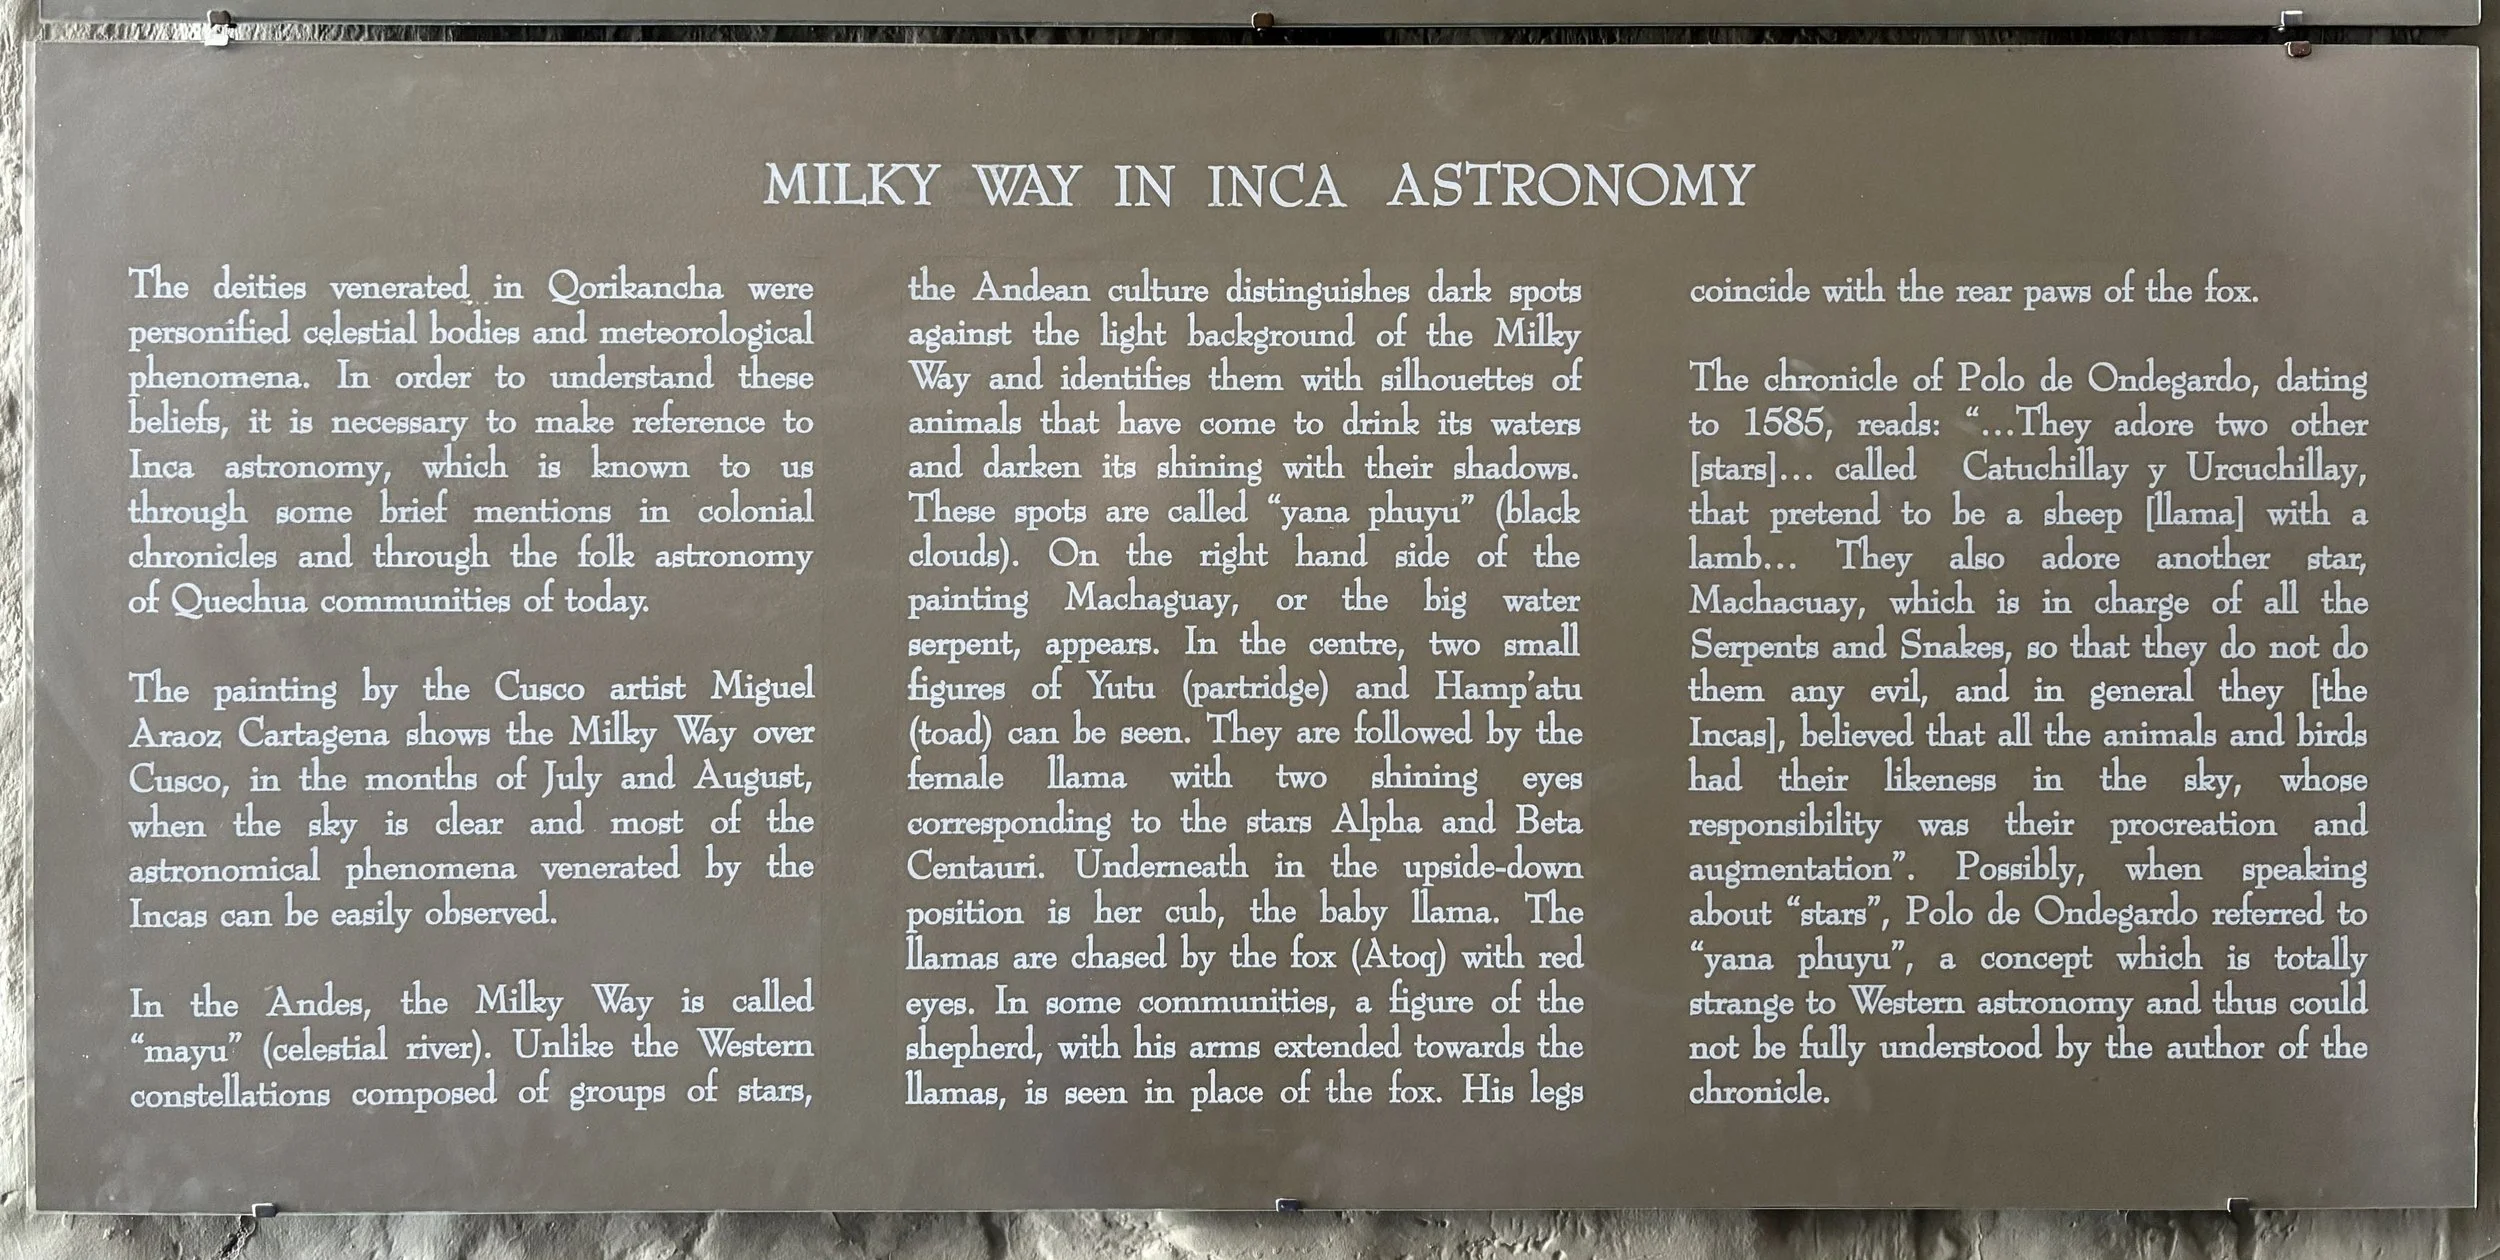 MILKY WAY IN INCA ASTRONOMY
The deities venerated in Qorikancha were
personified celestial bodies and meteorological
phenomena. In order to understand these
beliefs, it is necessary to make reference to
Inca astronomy, which is known to us
through some brief mentions in colonial
chronicles and through the folk astronomy
of Quechua communities of today.
The painting by the Cusco artist Miguel
Araoz Cartagena shows the Milky Way over
Cusco, in the months of July and August,
when the sky is clear and most of the
astronomical phenomena venerated by the
Incas can be easily observed.
In the Andes, the Milky Way is called
“mayu” (celestial river). Unlike the Western
constellations composed of groups of stars,
the Andean culture distinguishes dark spots
against the light background of the Milky
Way and identifies them with silhouettes of
animals that have come to drink its waters
and darken its shining with their shadows.
These spots are called “yana phuyu” (black
clouds). On the right hand side of the
painting Machaguay, or the big water
serpent, appears. In the centre, two small
figures of Yutu (partridge) and Hamp’atu
(toad) can be seen. They are followed by the
female llama with two shining eyes
corresponding to the stars Alpha and Beta
Centauri. Underneath in the upside-down
position is her cub, the baby llama. The
llamas are chased by the fox (Atoq) with red
eyes. In some communities, a figure of the
shepherd, with his arms extended towards the
llamas, is seen in place of the fox. His legs
coincide with the rear paws of the fox.
The chronicle of Polo de Ondegardo, dating
to 1585, reads: “...They adore two other
[stars]... called Catuchillay y Urcuchillay,
that pretend to be a sheep [llama] with a
lamb... They also adore another star,
Machacuay, which is in charge of all the
Serpents and Snakes, so that they do not do
them any evil, and in general they [the
Incas], believed that all the animals and birds
had their likeness in the sky, whose
responsibility was their procreation and
augmentation”. Possibly, when speaking
about “stars”, Polo de Ondegardo referred to
“yana phuyu”, a concept which is totally
strange to Western astronomy and thus could
not be fully understood by the author of the
chronicle.